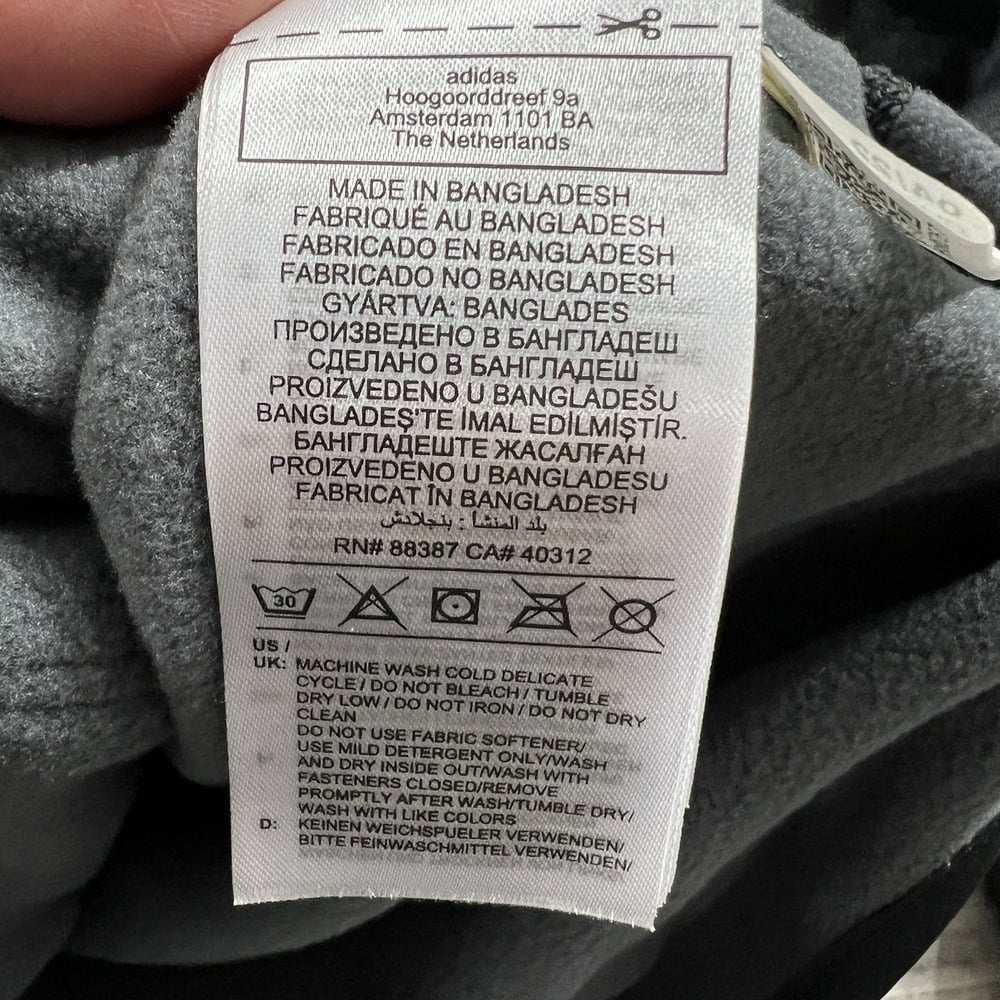 adidas
Hoogoorddreef 9a
Amsterdam 1101 BA
The Netherlands
MADE IN BANGLADESH
FABRIQUÉ AU BANGLADESH
FABRICADO EN BANGLADESH
FABRICADO NO BANGLADESH
GYÁRTVA: BANGLADES
ПРОИЗВЕДЕНО В БАНГЛАДЕШ
СДЕЛАНО В БАНГЛАДЕШ
PROIZVEDENO U BANGLADEŠU
BANGLADEŞ'TE İMAL EDİLMİŞTİR.
БАНГЛАДЕШТЕ ЖАСАЛҒАН
PROIZVEDENO U BANGLADESU
FABRICAT ÎN BANGLADESH
بلد المنشأ : بنجلادش
RN# 88387 CA# 40312
30
US /
UK: MACHINE WASH COLD DELICATE
CYCLE / DO NOT BLEACH / TUMBLE
DRY LOW / DO NOT IRON / DO NOT DRY
CLEAN
DO NOT USE FABRIC SOFTENER/
USE MILD DETERGENT ONLY/WASH
AND DRY INSIDE OUT/WASH WITH
FASTENERS CLOSED/REMOVE
PROMPTLY AFTER WASH/TUMBLE DRY/
WASH WITH LIKE COLORS
D: KEINEN WEICHSPUELER VERWENDEN/
BITTE FEINWASCHMITTEL VERWENDEN/